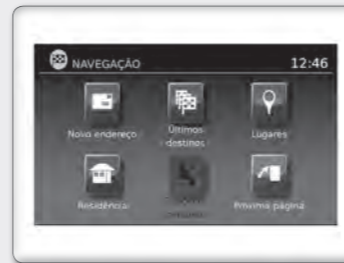 NAVEGAÇÃO 12:46
Novo endereço
Últimos
destinos
Lugares
Residência
Próxima página